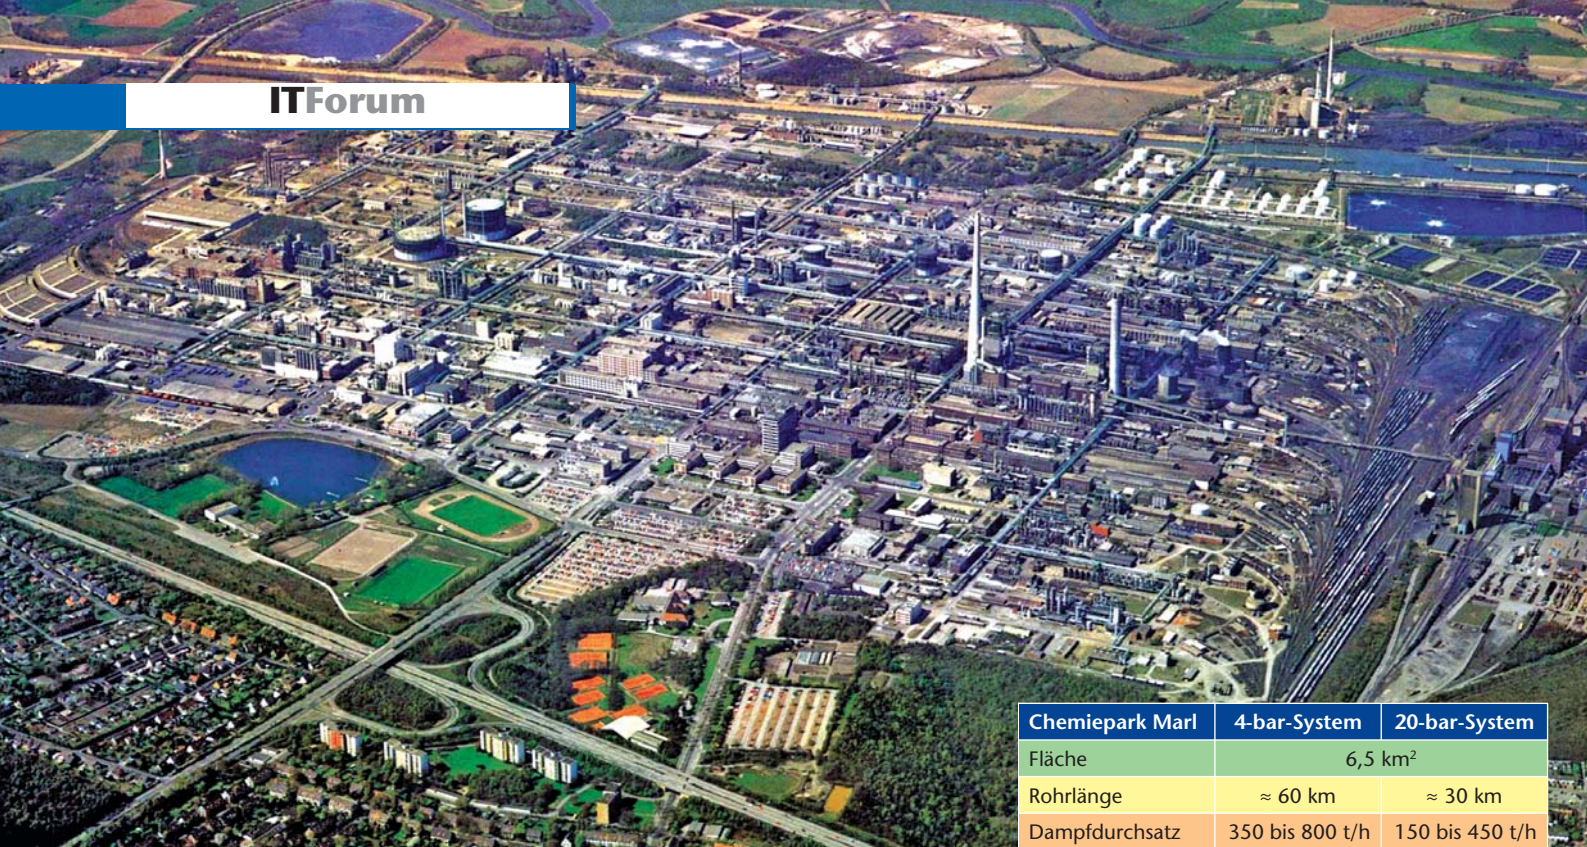 ITForum
Chemiepark Marl 4-bar-System 20-bar-System
Fläche 6,5 km²
Rohrlänge ≈ 60 km ≈ 30 km
Dampfdurchsatz 350 bis 800 t/h 150 bis 450 t/h